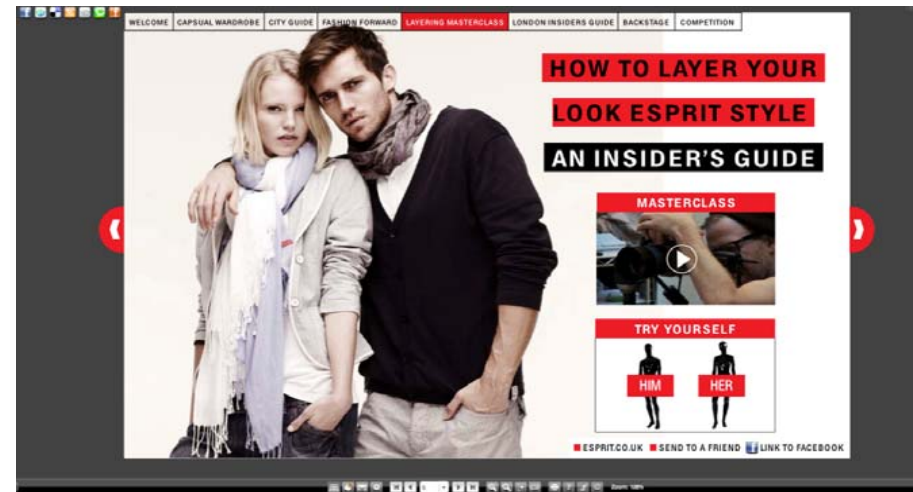 WELCOME CAPSUAL WARDROBE CITY GUIDE FASHION FORWARD LAYERING MASTERCLASS LONDON INSIDERS GUIDE BACKSTAGE COMPETITION
HOW TO LAYER YOUR
LOOK ESPRIT STYLE
AN INSIDER'S GUIDE
MASTERCLASS
TRY YOURSELF
HIM HER
ESPRIT.CO.UK SEND TO A FRIEND LINK TO FACEBOOK
Zoom: 100%